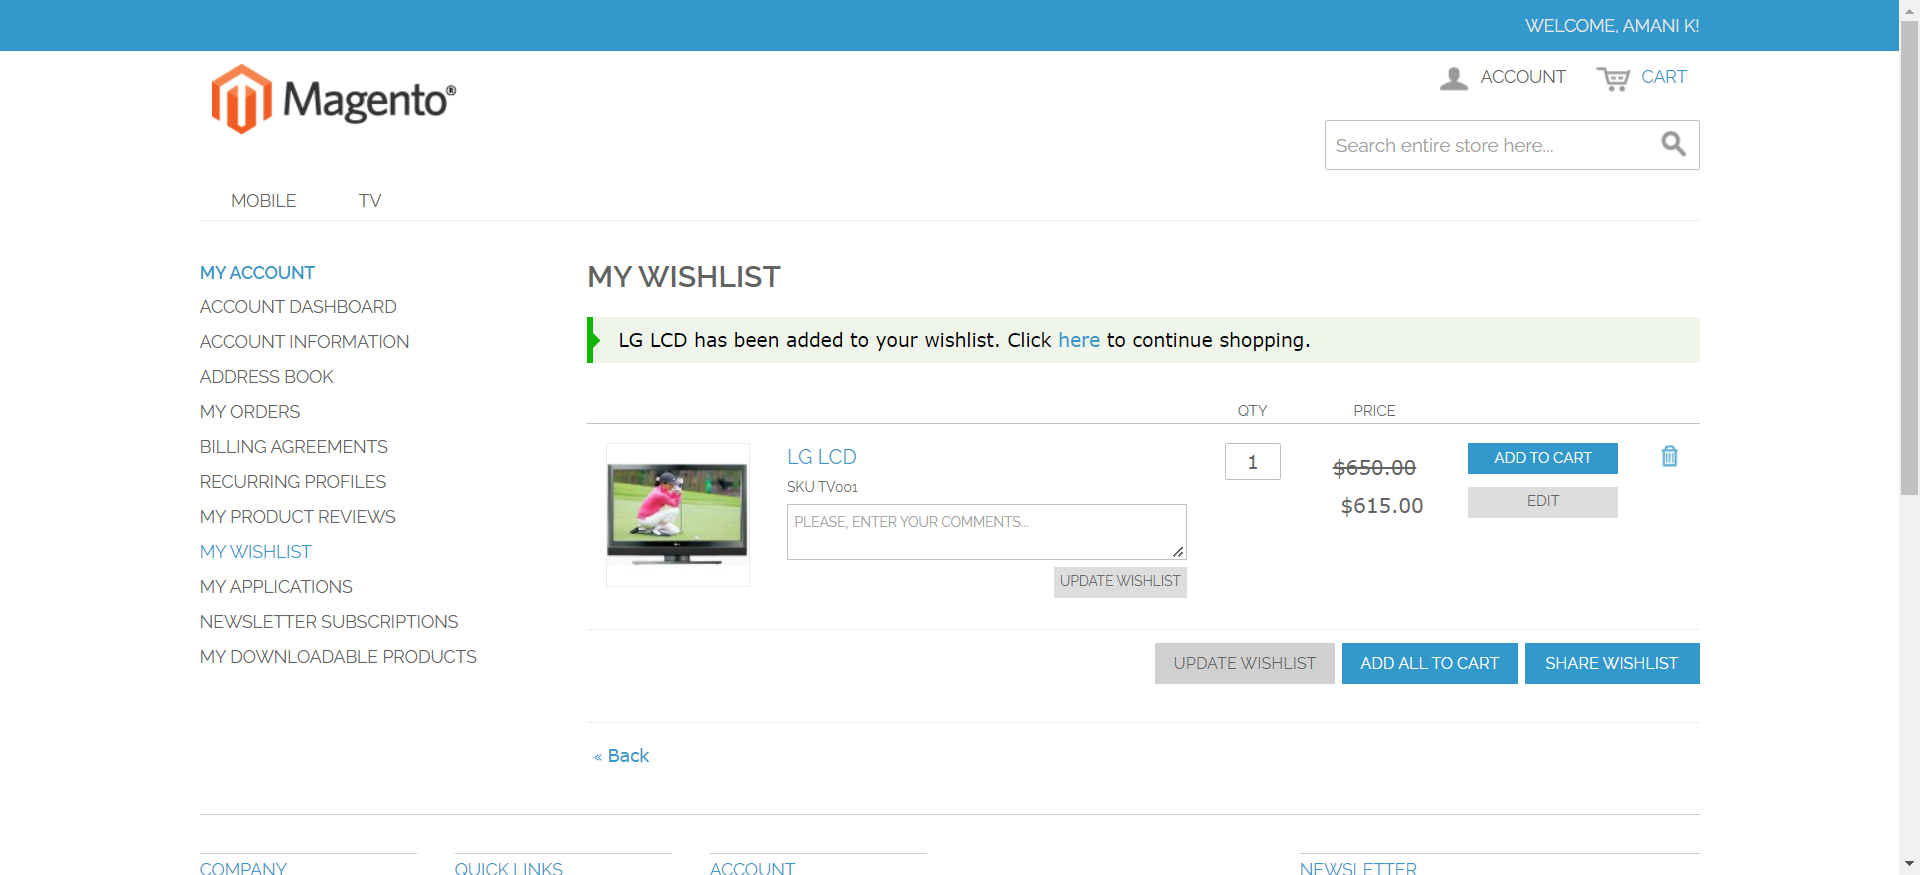 WELCOME, AMANI K!
Magento®
ACCOUNT
CART
Search entire store here...
MOBILE
TV
MY ACCOUNT
ACCOUNT DASHBOARD
ACCOUNT INFORMATION
ADDRESS BOOK
MY ORDERS
BILLING AGREEMENTS
RECURRING PROFILES
MY PRODUCT REVIEWS
MY WISHLIST
MY APPLICATIONS
NEWSLETTER SUBSCRIPTIONS
MY DOWNLOADABLE PRODUCTS
MY WISHLIST
LG LCD has been added to your wishlist. Click here to continue shopping.
QTY
PRICE
LG LCD
SKU TV001
PLEASE, ENTER YOUR COMMENTS...
UPDATE WISHLIST
1
$650.00
$615.00
ADD TO CART
EDIT
UPDATE WISHLIST
ADD ALL TO CART
SHARE WISHLIST
« Back
COMPANY
QUICK LINKS
ACCOUNT
NEWSLETTER